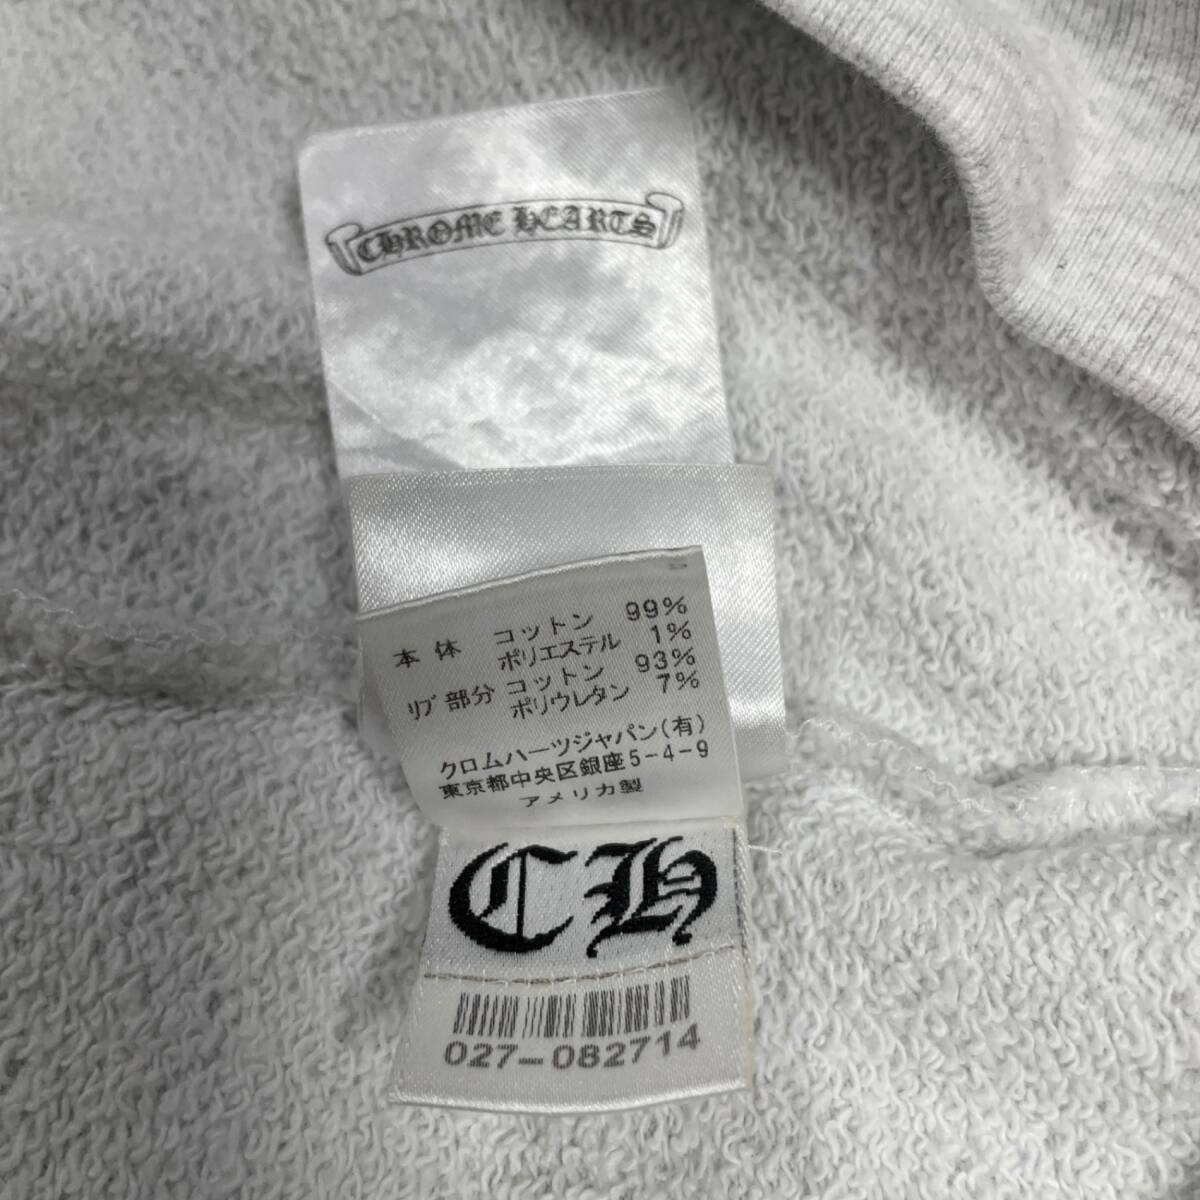 CHROME HEARTS
本体 コットン 99%
ポリエステル 1%
リブ部分 コットン 93%
ポリウレタン 7%
クロムハーツジャパン(有)
東京都中央区銀座5-4-9
アメリカ製
CH
027-082714